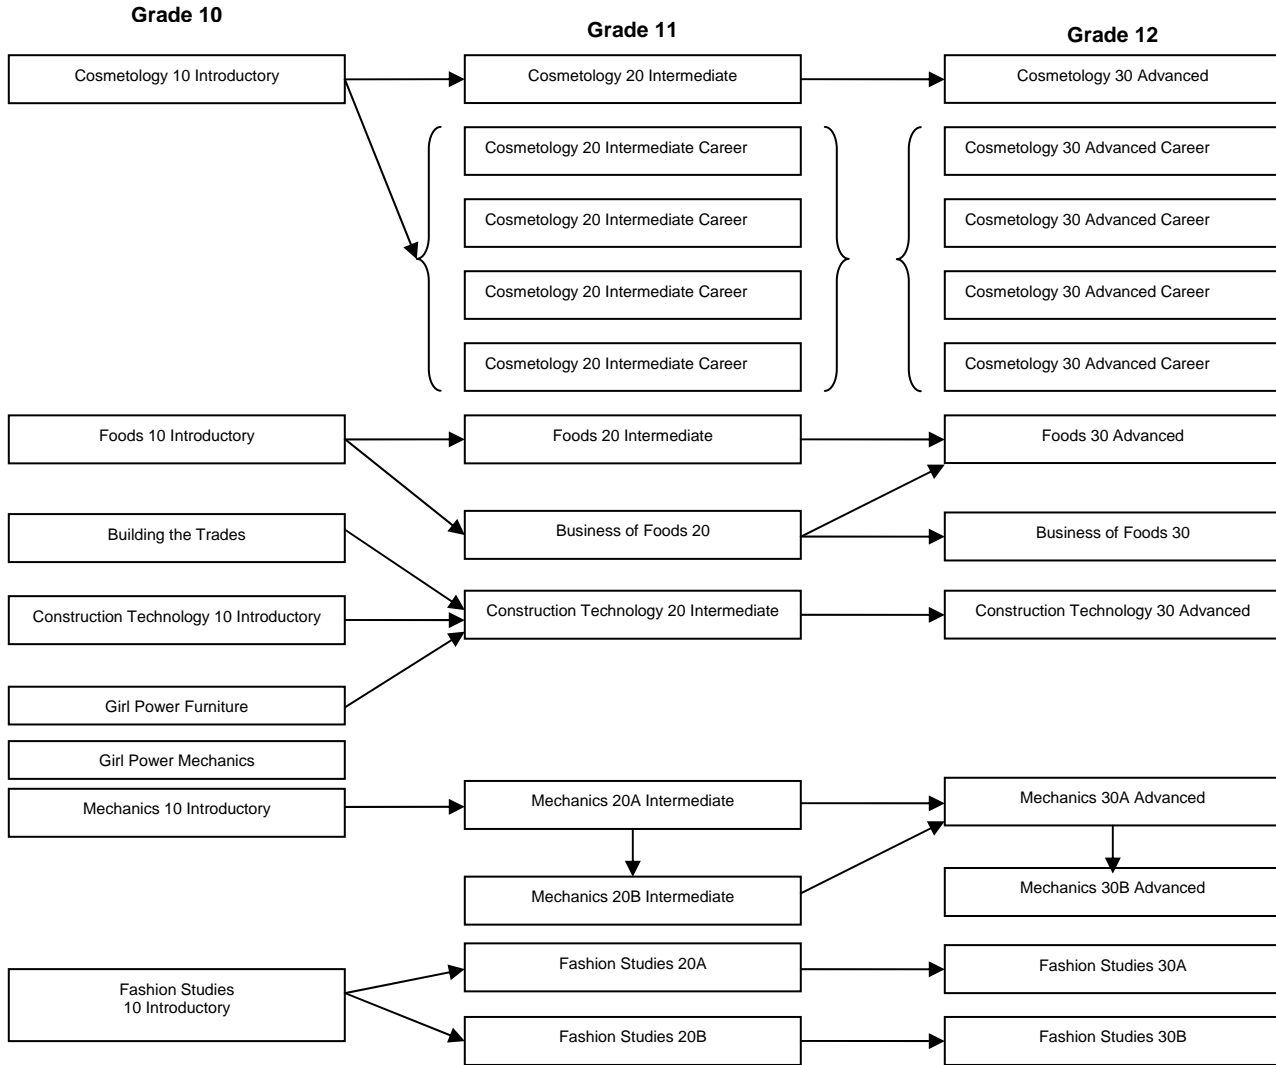 Grade 10
Grade 11
Grade 12
Cosmetology 10 Introductory
Cosmetology 20 Intermediate
Cosmetology 30 Advanced
Cosmetology 20 Intermediate Career
Cosmetology 30 Advanced Career
Cosmetology 20 Intermediate Career
Cosmetology 30 Advanced Career
Cosmetology 20 Intermediate Career
Cosmetology 30 Advanced Career
Cosmetology 20 Intermediate Career
Cosmetology 30 Advanced Career
Foods 10 Introductory
Foods 20 Intermediate
Foods 30 Advanced
Building the Trades
Business of Foods 20
Business of Foods 30
Construction Technology 10 Introductory
Construction Technology 20 Intermediate
Construction Technology 30 Advanced
Girl Power Furniture
Girl Power Mechanics
Mechanics 10 Introductory
Mechanics 20A Intermediate
Mechanics 30A Advanced
Mechanics 20B Intermediate
Mechanics 30B Advanced
Fashion Studies
10 Introductory
Fashion Studies 20A
Fashion Studies 30A
Fashion Studies 20B
Fashion Studies 30B